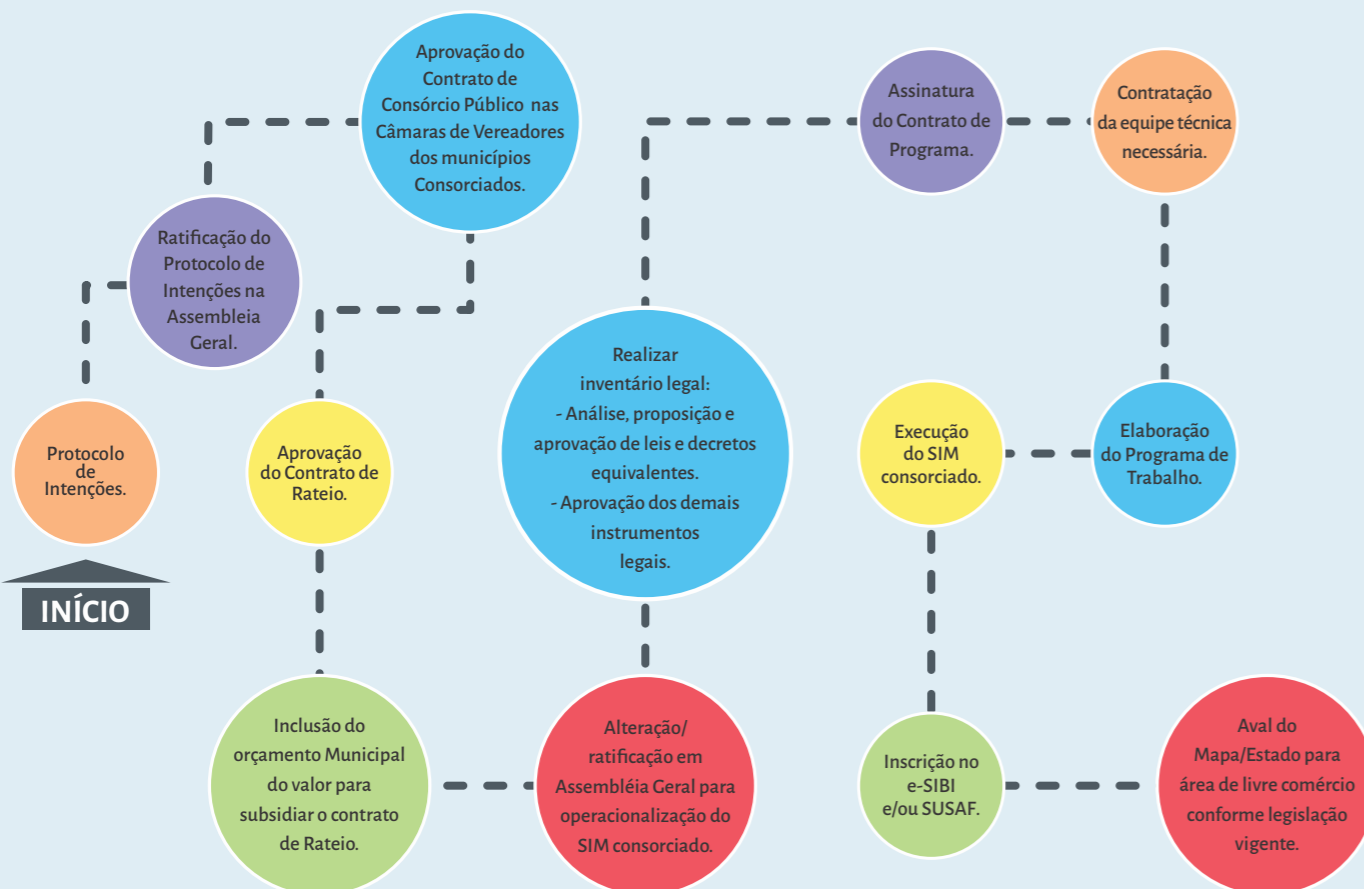 INÍCIO
Protocolo
de
Intenções.
Ratificação do
Protocolo de
Intenções na
Assembleia
Geral.
Aprovação do
Contrato de
Consórcio Público nas
Câmaras de Vereadores
dos municípios
Consorciados.
Aprovação
do Contrato de
Rateio.
Inclusão do
orçamento Municipal
do valor para
subsidiar o contrato
de Rateio.
Alteração/
ratificação em
Assembléia Geral para
operacionalização do
SIM consorciado.
Realizar
inventário legal:
- Análise, proposição e
aprovação de leis e decretos
equivalentes.
- Aprovação dos demais
instrumentos
legais.
Assinatura
do Contrato de
Programa.
Contratação
da equipe técnica
necessária.
Elaboração
do Programa de
Trabalho.
Execução
do SIM
consorciado.
Inscrição no
e-SIBI
e/ou SUSAF.
Aval do
Mapa/Estado para
área de livre comércio
conforme legislação
vigente.